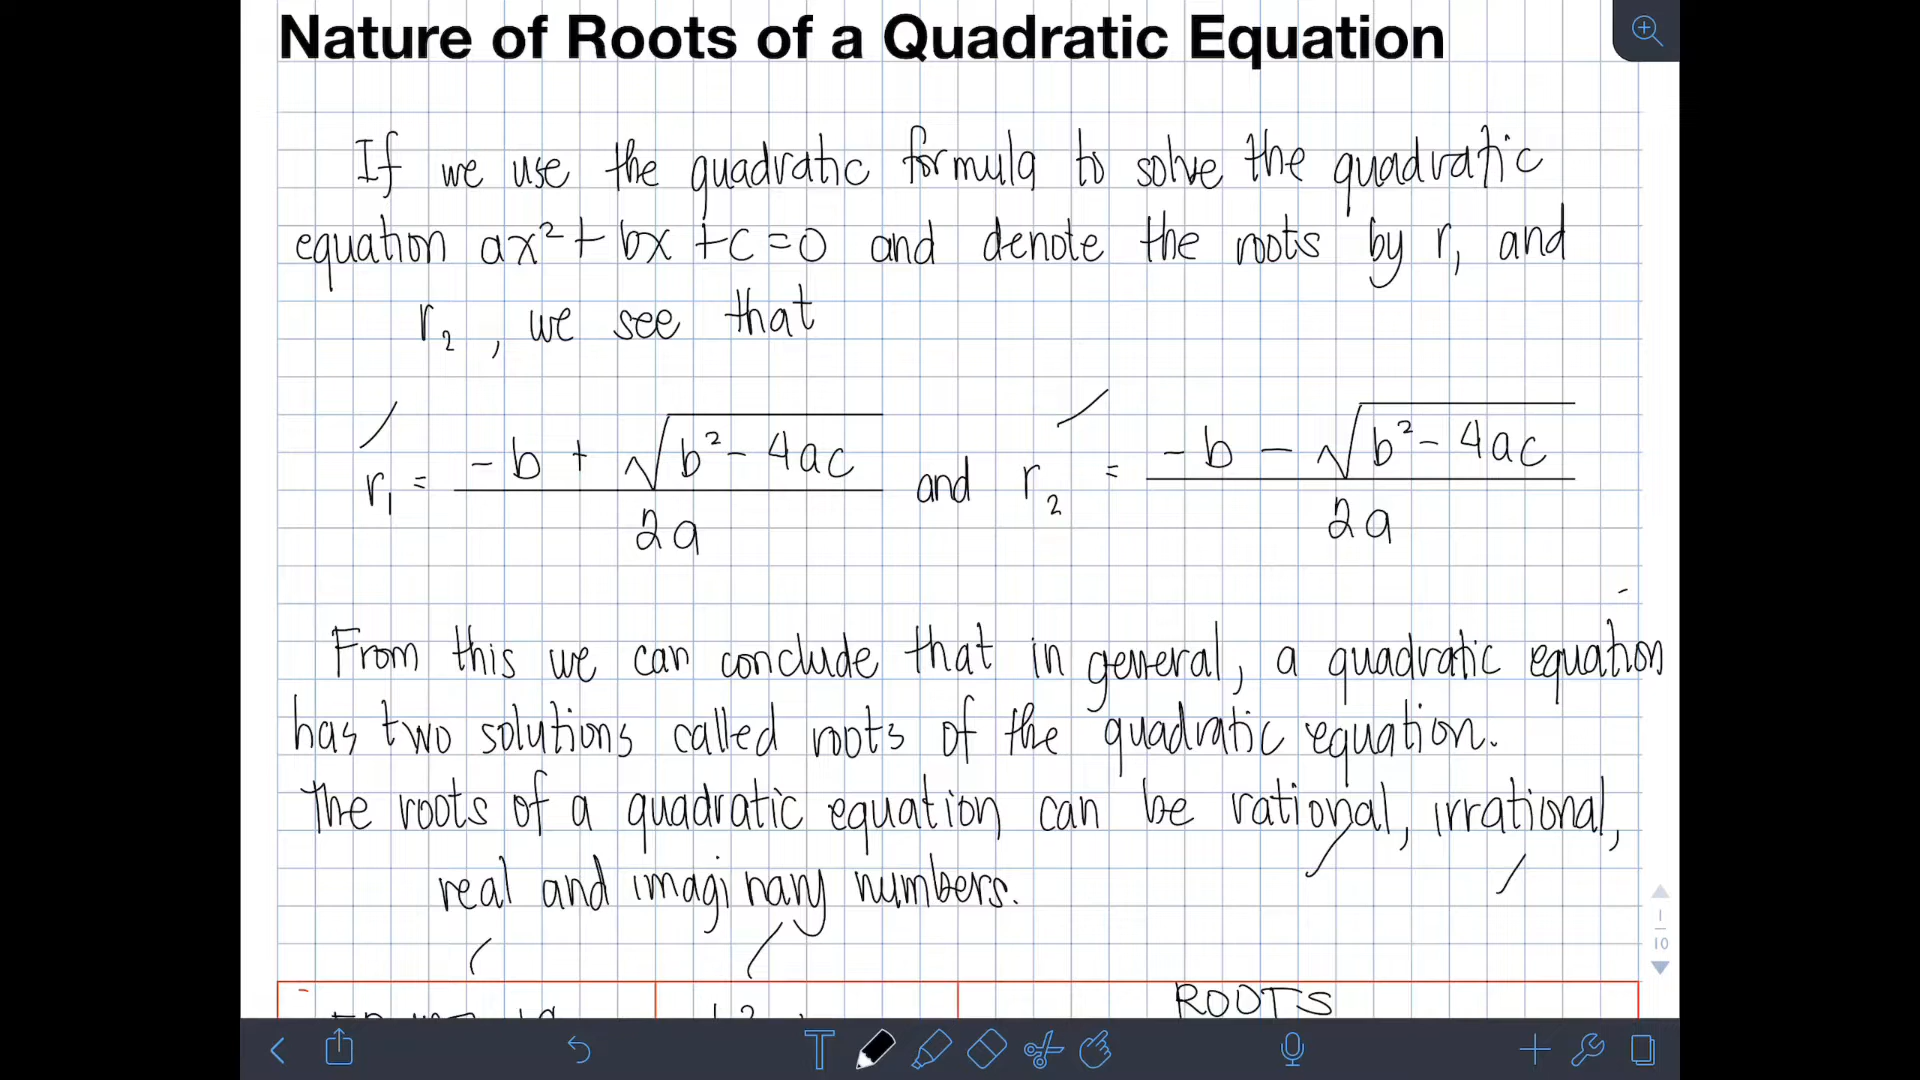 Nature of Roots of a Quadratic Equation
If we use the quadratic formula to solve the quadratic
equation ax² + bx + c = 0 and denote the roots by r₁ and
r₂, we see that
r₁ = (-b + √(b² - 4ac)) / 2a and r₂ = (-b - √(b² - 4ac)) / 2a
From this we can conclude that in general, a quadratic equation
has two solutions called roots of the quadratic equation.
The roots of a quadratic equation can be rational, irrational,
real and imaginary numbers.
1
10
ROOTS
T